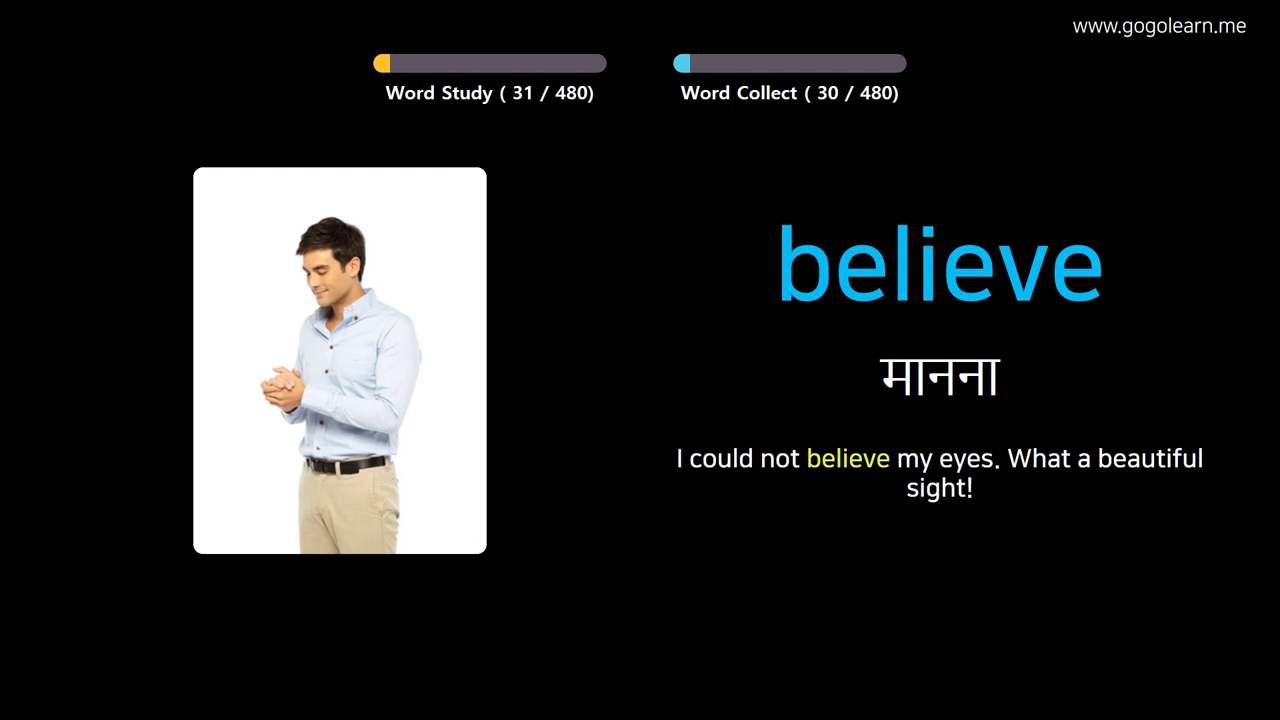 www.gogolearn.me
Word Study ( 31 / 480)
Word Collect ( 30 / 480)
believe
मानना
I could not believe my eyes. What a beautiful
sight!